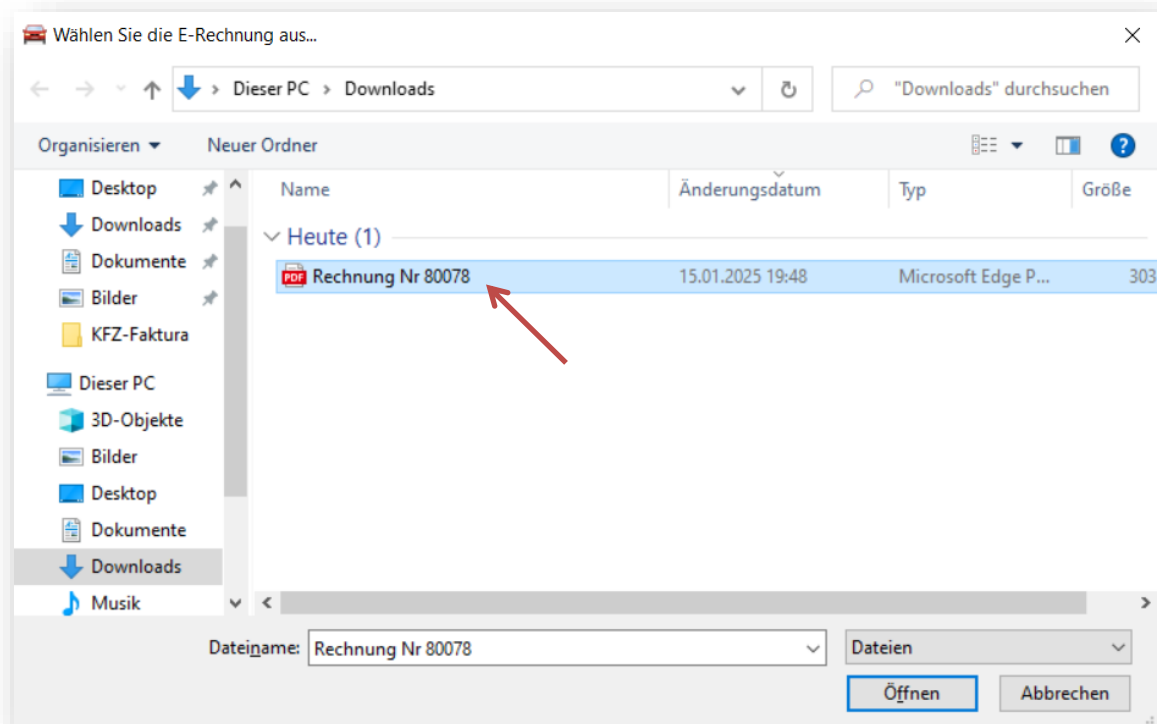 Wählen Sie die E-Rechnung aus...
Dieser PC › Downloads
"Downloads" durchsuchen
Organisieren
Neuer Ordner
?
Desktop
Downloads
Dokumente
Bilder
KFZ-Faktura
Dieser PC
3D-Objekte
Bilder
Desktop
Dokumente
Downloads
Musik
Name Änderungsdatum Typ Größe
Heute (1)
PDF Rechnung Nr 80078 15.01.2025 19:48 Microsoft Edge P... 303
Dateiname: Rechnung Nr 80078 Dateien
Öffnen Abbrechen